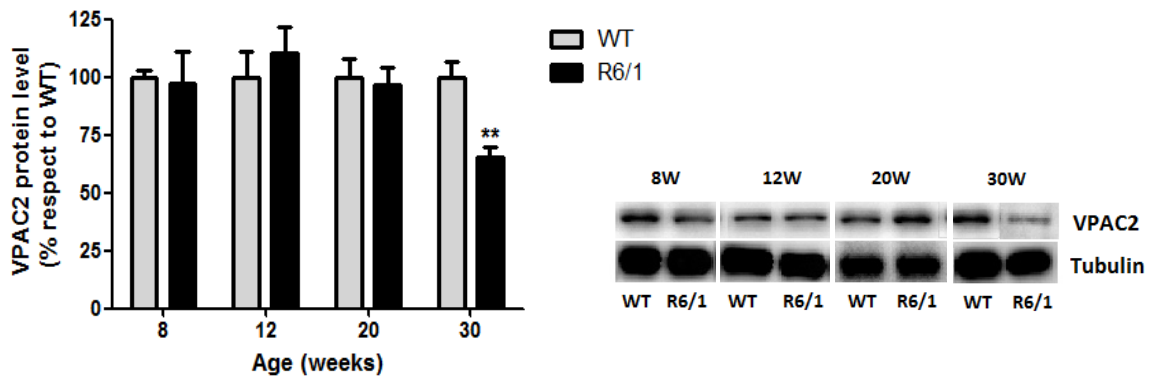 VPAC2 protein level
(% respect to WT)
125
100
75
50
25
0
**
8 12 20 30
Age (weeks)
WT
R6/1
8W 12W 20W 30W
VPAC2
Tubulin
WT R6/1 WT R6/1 WT R6/1 WT R6/1